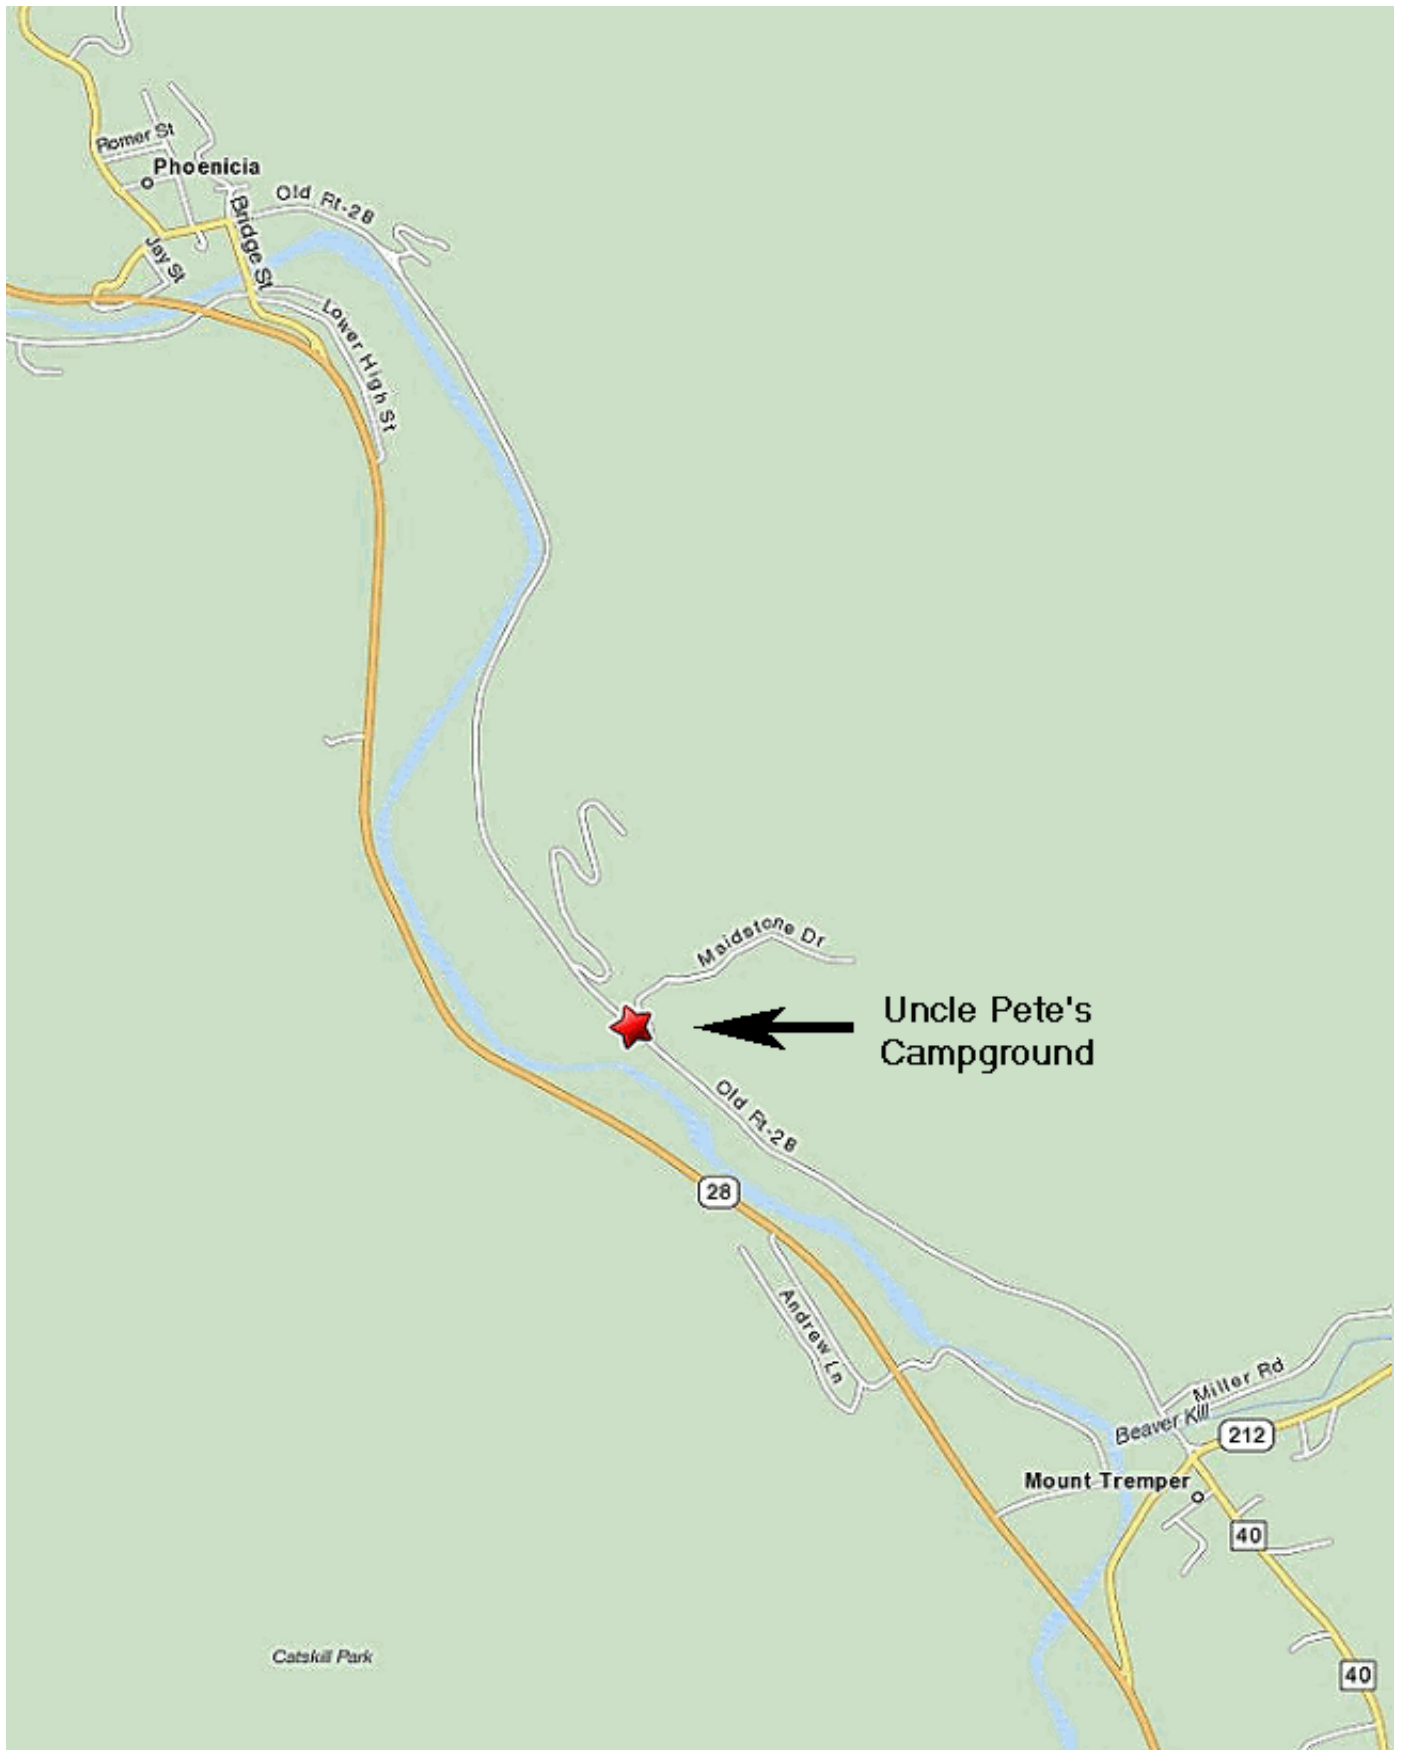 Romer St
Phoenicia
Old Rt-28
Bridge St
Jay St
Lower High St
Maidstone Dr
Uncle Pete's
Campground
Old Rt-28
28
Andrew Ln
Miller Rd
Beaver Kill
212
Mount Tremper
40
Catskill Park
40